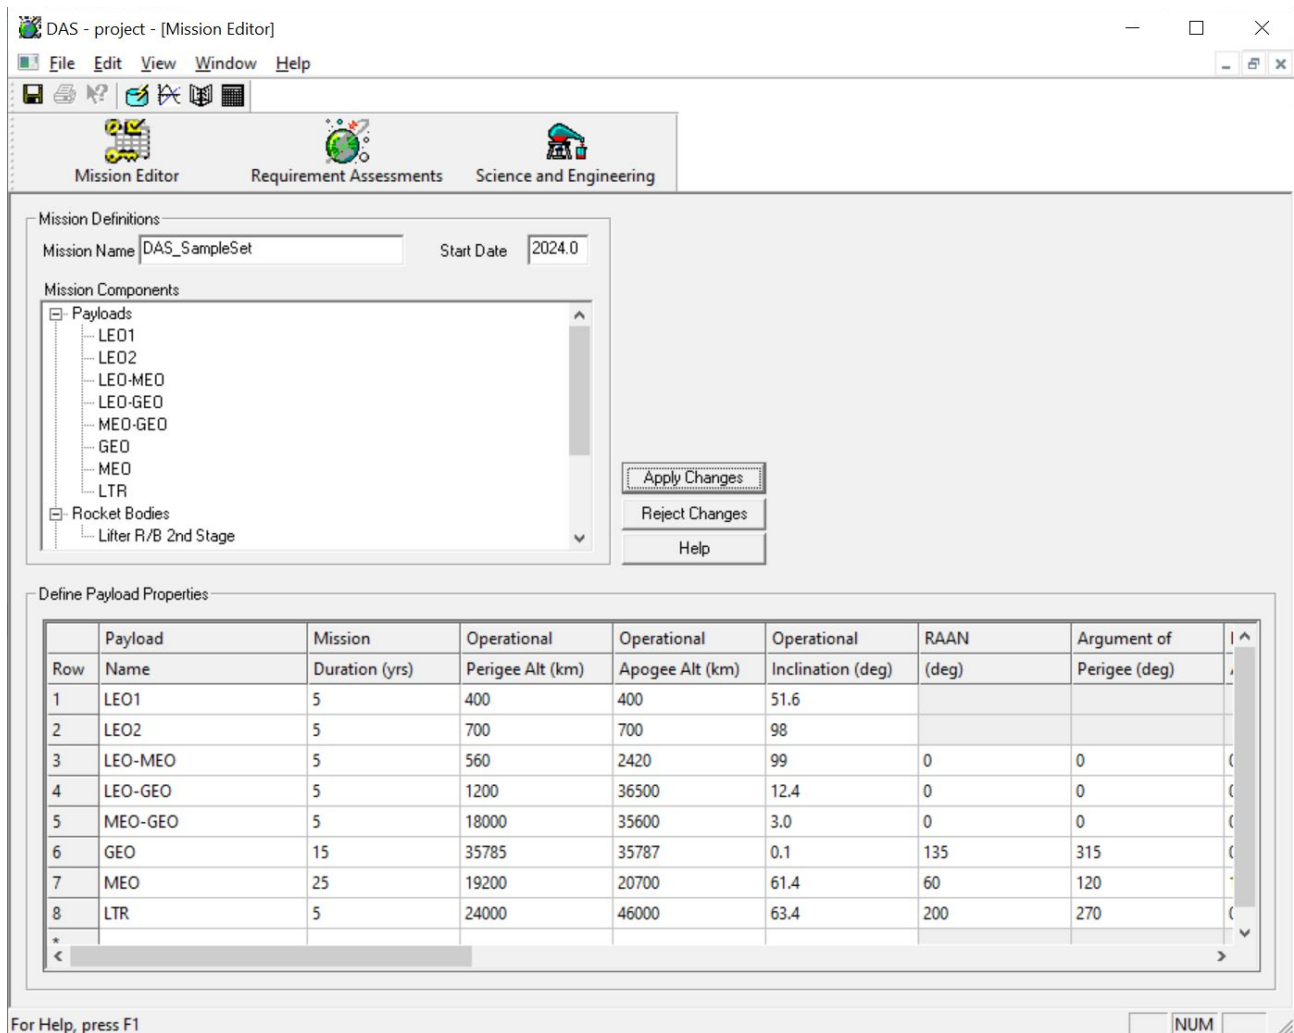 DAS - project - [Mission Editor]
File Edit View Window Help
Mission Editor Requirement Assessments Science and Engineering
Mission Definitions
Mission Name DAS_SampleSet Start Date 2024.0
Mission Components
Payloads
LEO1
LEO2
LEO-MEO
LEO-GEO
MEO-GEO
GEO
MEO
LTR
Rocket Bodies
Lifter R/B 2nd Stage
Apply Changes
Reject Changes
Help
Define Payload Properties
Payload Mission Operational Operational Operational RAAN Argument of
Row Name Duration (yrs) Perigee Alt (km) Apogee Alt (km) Inclination (deg) (deg) Perigee (deg)
1 LEO1 5 400 400 51.6
2 LEO2 5 700 700 98
3 LEO-MEO 5 560 2420 99 0 0
4 LEO-GEO 5 1200 36500 12.4 0 0
5 MEO-GEO 5 18000 35600 3.0 0 0
6 GEO 15 35785 35787 0.1 135 315
7 MEO 25 19200 20700 61.4 60 120
8 LTR 5 24000 46000 63.4 200 270
*
For Help, press F1 NUM